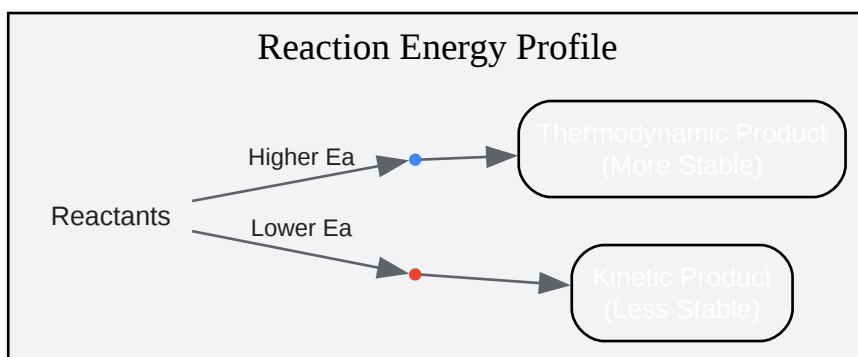 Reaction Energy Profile
Thermodynamic Product
(More Stable)
Higher Ea
Reactants
Lower Ea
Kinetic Product
(Less Stable)